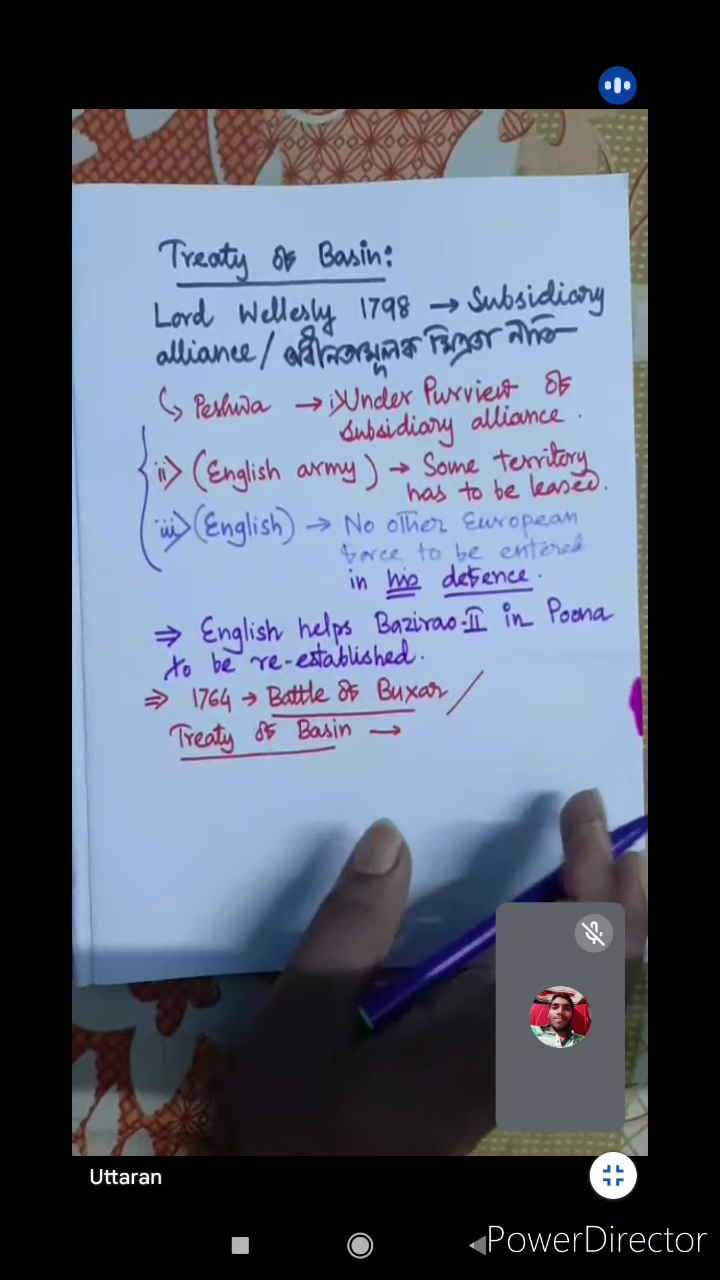 Treaty of Basin:
Lord Wellesly 1798 → Subsidiary
alliance / অধীনতামূলক মিত্রতা নীতি
↳ Peshwa → i) Under Purview of
subsidiary alliance.
ii> (English army) → Some territory
has to be leased.
iii> (English) → No other European
force to be entered
in his defence.
⇒ English helps Bazirao-II in Poona
to be re-established.
⇒ 1764 → Battle of Buxar /
Treaty of Basin →
Uttaran
PowerDirector